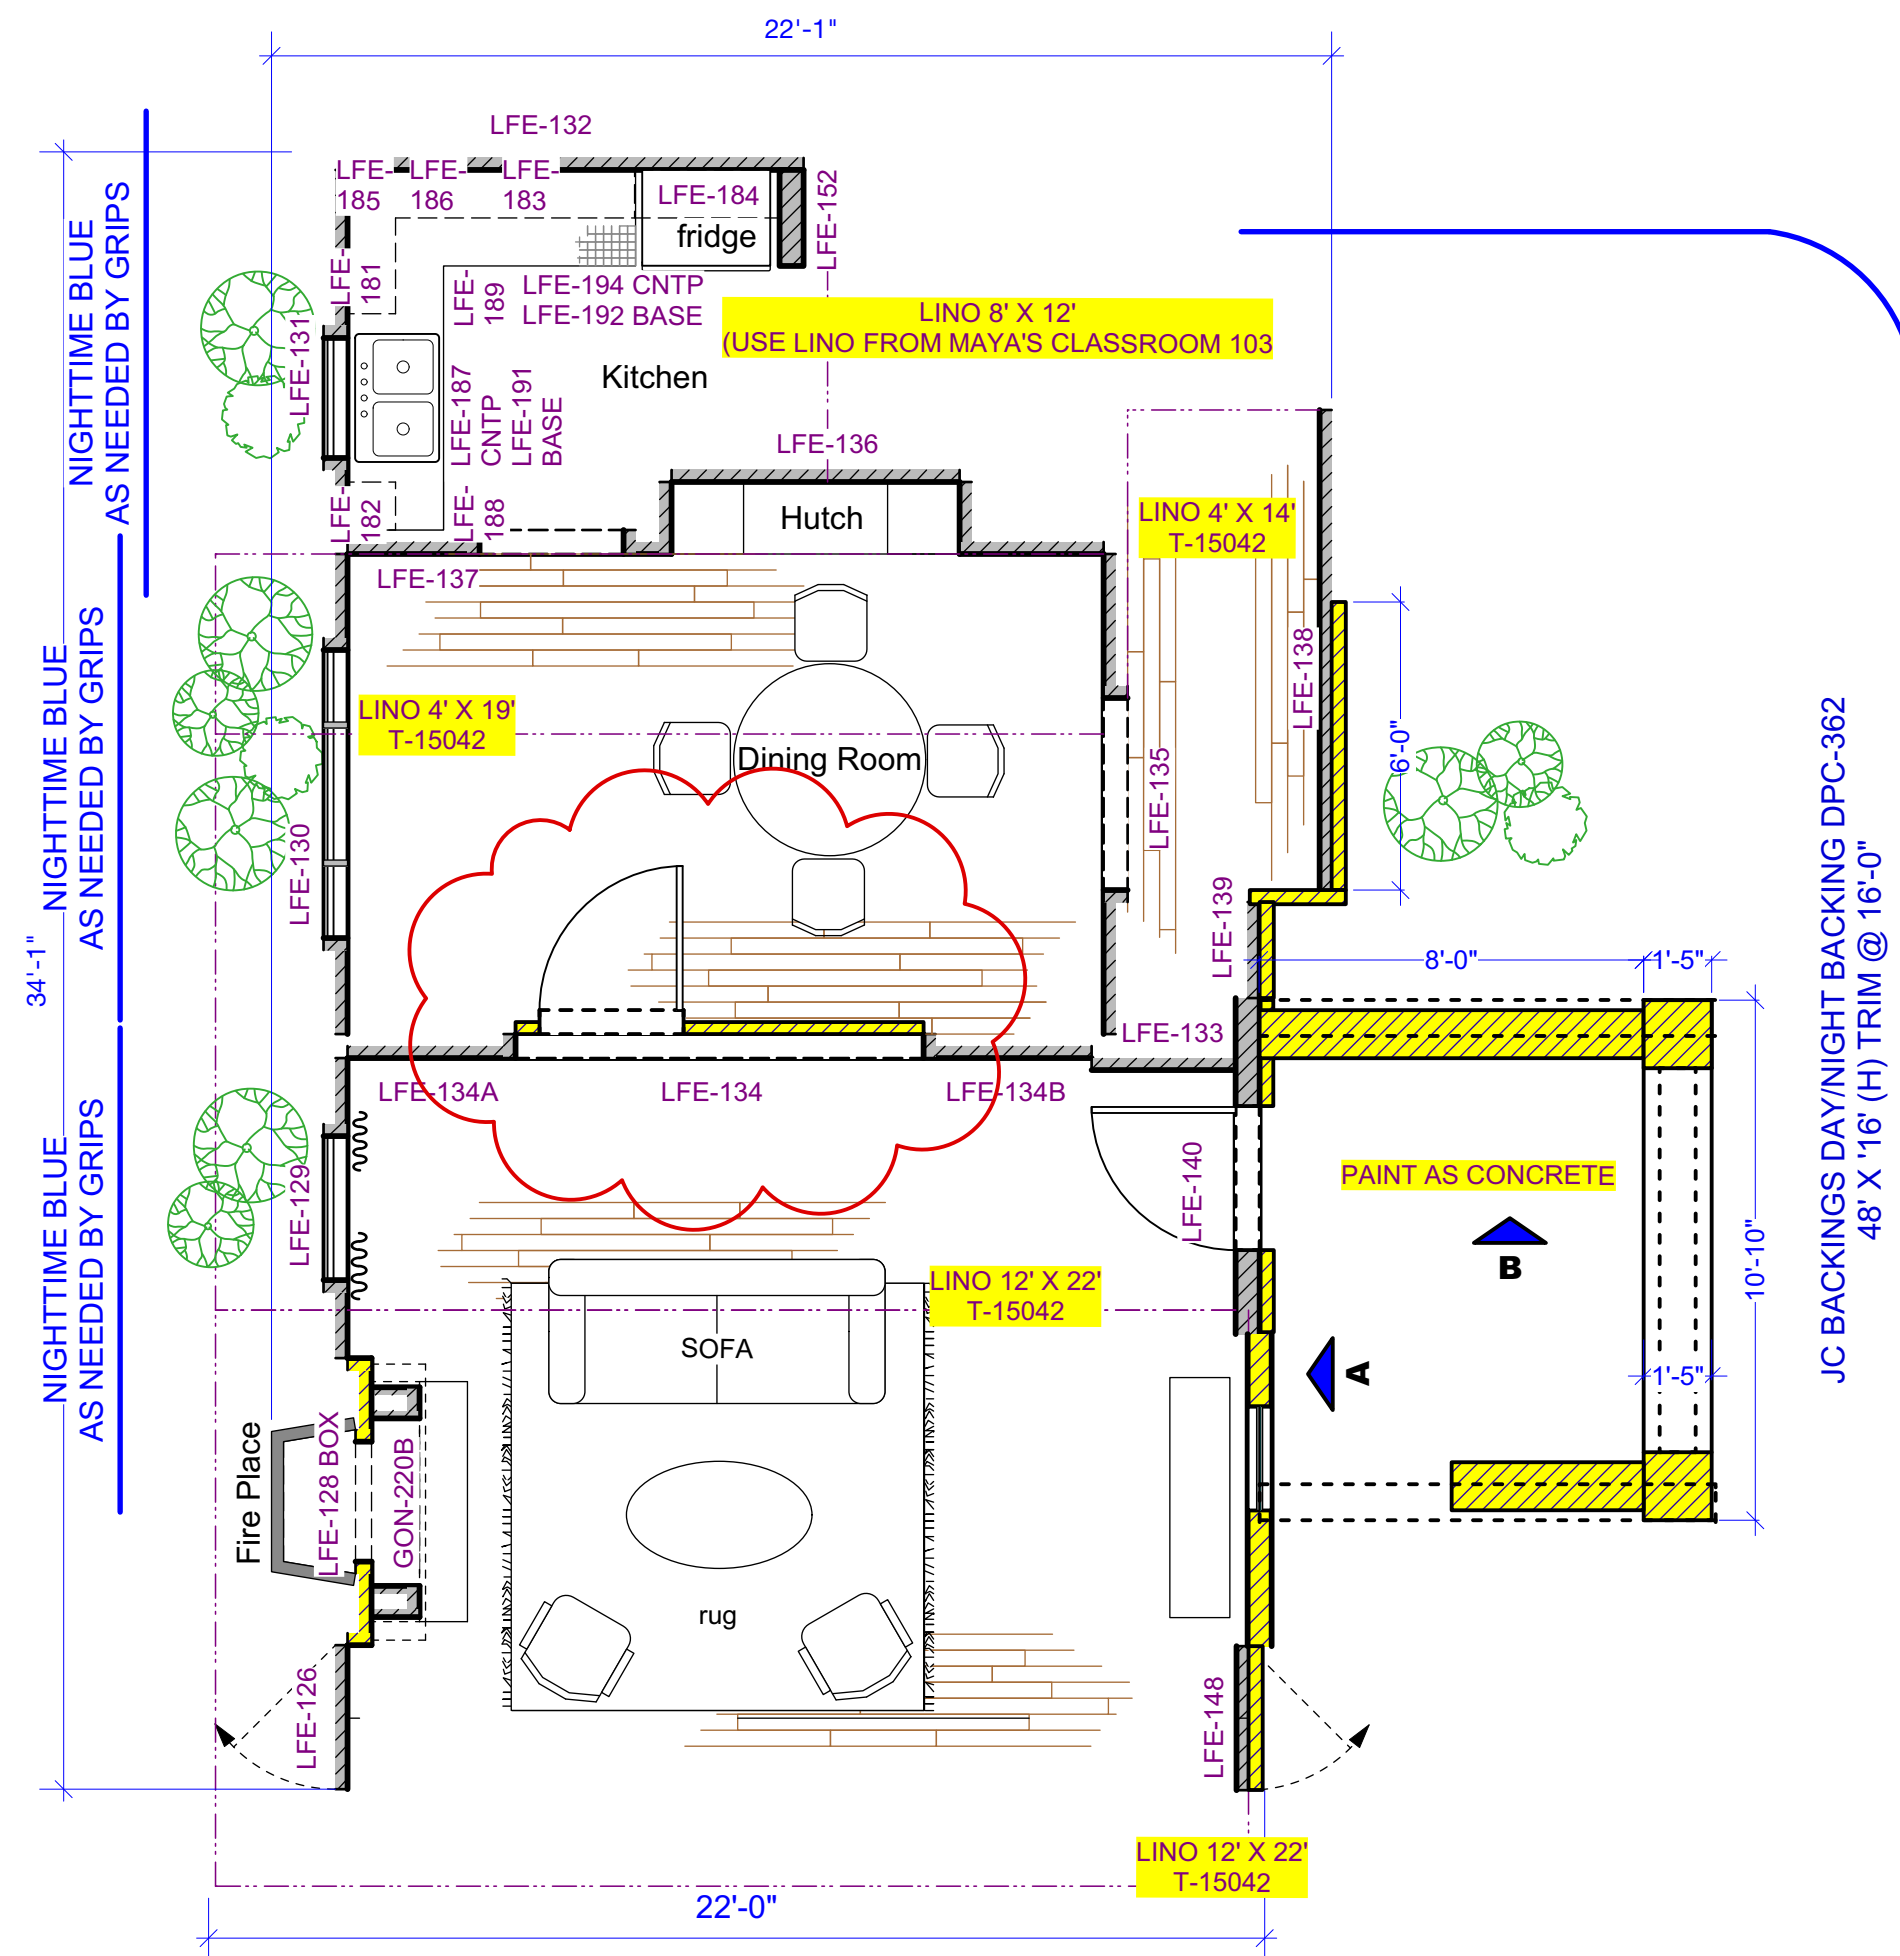 22'-1"
LFE-132
LFE-
185
LFE-
186
LFE-
183
LFE-184
fridge
LFE-152
NIGHTTIME BLUE
AS NEEDED BY GRIPS
LFE-
181
LFE-
189
LFE-194 CNTP
LFE-192 BASE
LINO 8' X 12'
(USE LINO FROM MAYA'S CLASSROOM 103
LFE-131
Kitchen
LFE-187
CNTP
LFE-191
BASE
LFE-136
LFE-
182
LFE-
188
Hutch
LINO 4' X 14'
T-15042
LFE-137
LFE-138
6'-0"
NIGHTTIME BLUE
AS NEEDED BY GRIPS
LINO 4' X 19'
T-15042
Dining Room
LFE-135
LFE-130
LFE-139
34'-1"
8'-0"
1'-5"
JC BACKINGS DAY/NIGHT BACKING DPC-362
48' X '16' (H) TRIM @ 16'-0"
LFE-133
LFE-134A
LFE-134
LFE-134B
NIGHTTIME BLUE
AS NEEDED BY GRIPS
LFE-129
LFE-140
PAINT AS CONCRETE
B
10'-10"
LINO 12' X 22'
T-15042
SOFA
A
1'-5"
Fire Place
LFE-128 BOX
GON-220B
rug
LFE-126
LFE-148
LINO 12' X 22'
T-15042
22'-0"